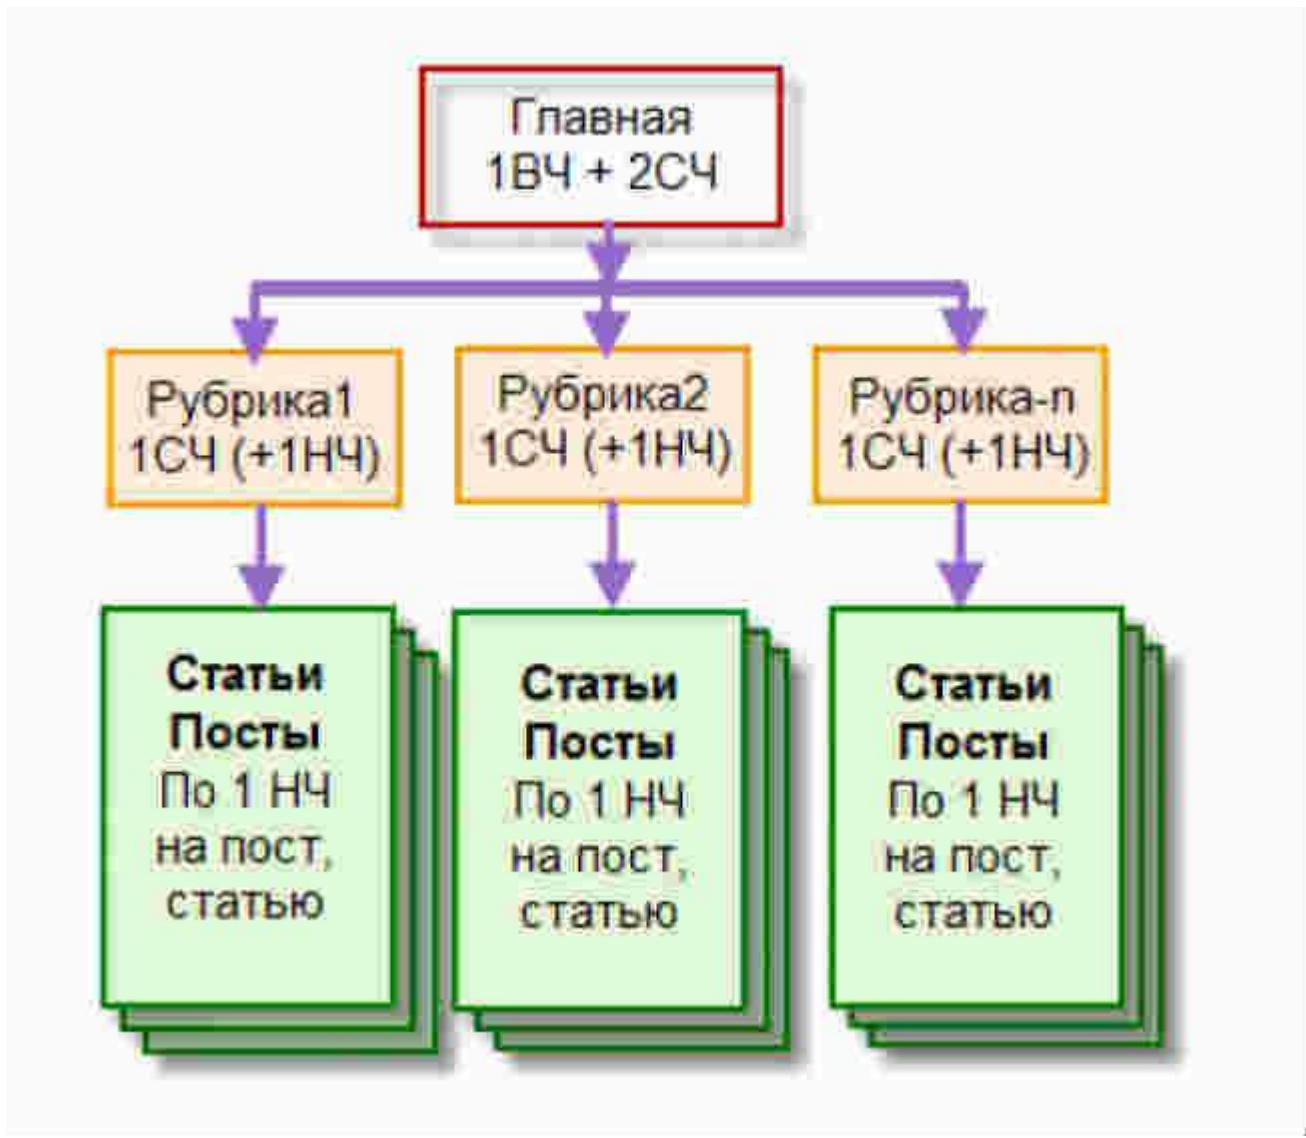 Главная
1ВЧ + 2СЧ
Рубрика1
1СЧ (+1НЧ)
Рубрика2
1СЧ (+1НЧ)
Рубрика-n
1СЧ (+1НЧ)
Статьи
Посты
По 1 НЧ
на пост,
статью
Статьи
Посты
По 1 НЧ
на пост,
статью
Статьи
Посты
По 1 НЧ
на пост,
статью